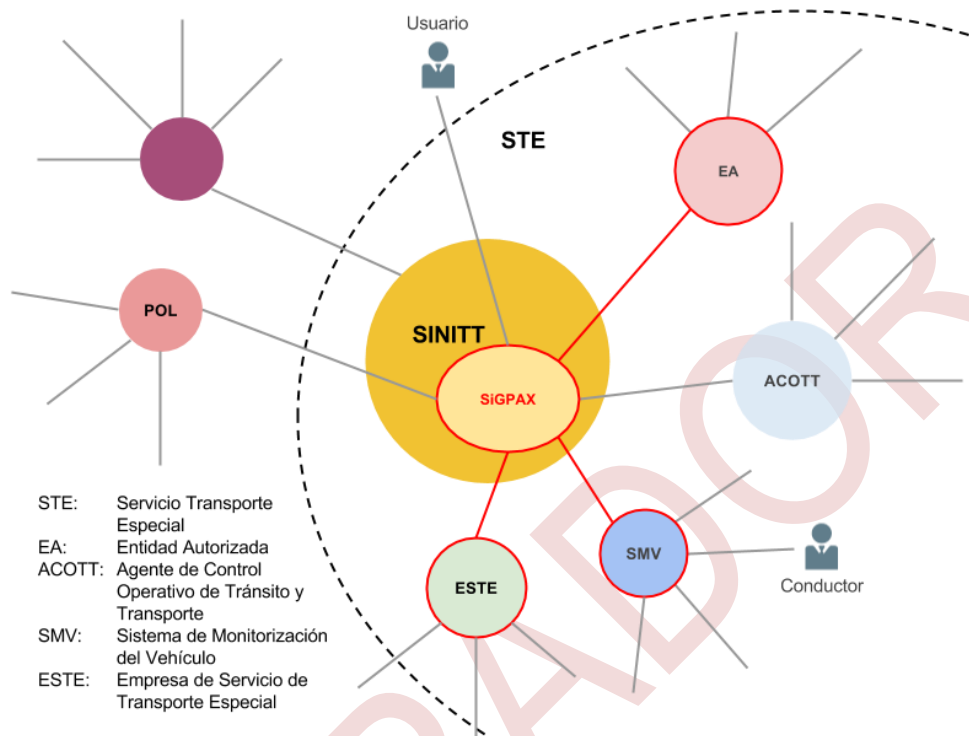 Usuario
STE
EA
POL
SINITT
SiGPAX
ACOTT
SMV
Conductor
ESTE
STE: Servicio Transporte
Especial
EA: Entidad Autorizada
ACOTT: Agente de Control
Operativo de Tránsito y
Transporte
SMV: Sistema de Monitorización
del Vehículo
ESTE: Empresa de Servicio de
Transporte Especial
PADOR